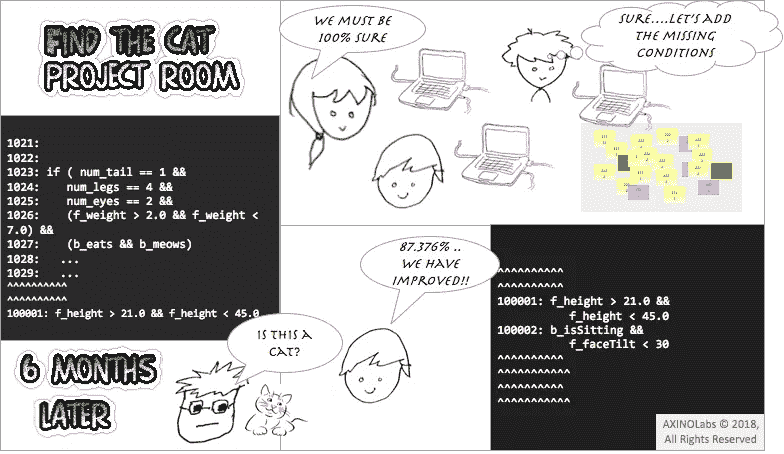 FIND THE CAT
PROJECT ROOM
WE MUST BE
100% SURE
SURE....LET'S ADD
THE MISSING
CONDITIONS
1021:
1022:
1023: if ( num_tail == 1 &&
1024: num_legs == 4 &&
1025: num_eyes == 2 &&
1026: (f_weight > 2.0 && f_weight <
7.0) &&
1027: (b_eats && b_meows)
1028: ...
1029: ...
^^^^^^^^^^
^^^^^^^^^^
100001: f_height > 21.0 && f_height < 45.0
6 MONTHS
LATER
IS THIS A
CAT?
87.376% ..
WE HAVE
IMPROVED!!
^^^^^^^^^^
^^^^^^^^^^
100001: f_height > 21.0 &&
f_height < 45.0
100002: b_isSitting &&
f_faceTilt < 30
^^^^^^^^^^
^^^^^^^^^^^
^^^^^^^^^^
^^^^^^^^^^^
AXINOLabs © 2018,
All Rights Reserved